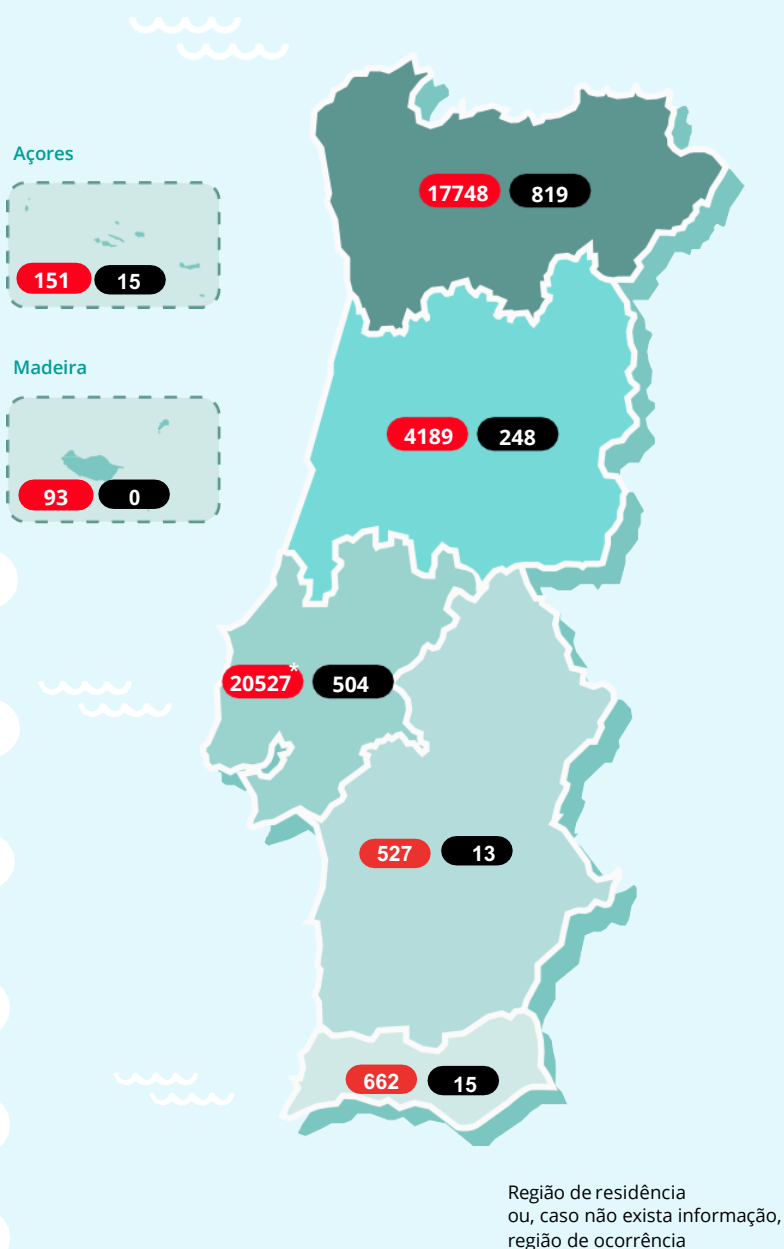 17748 819
Açores
151 15
Madeira
4189 248
93 0
20527* 504
527 13
662 15
Região de residência
ou, caso não exista informação,
região de ocorrência